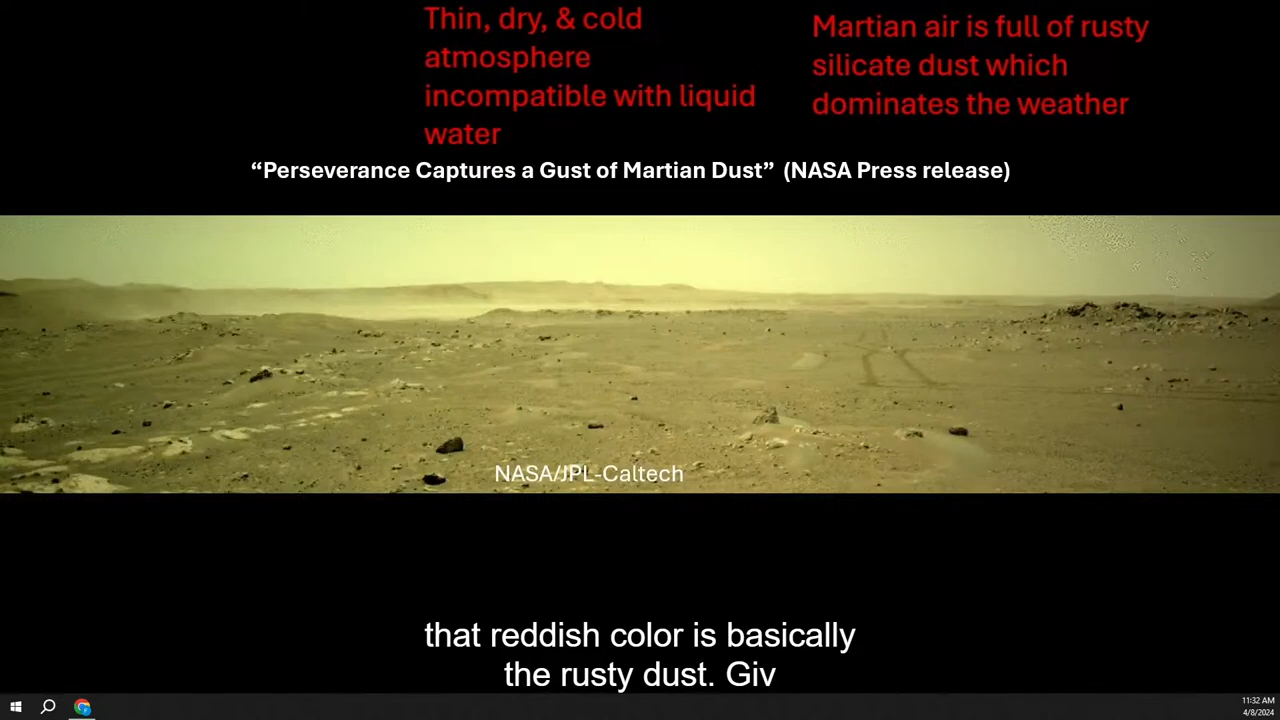 Thin, dry, & cold
atmosphere
incompatible with liquid
water
Martian air is full of rusty
silicate dust which
dominates the weather
“Perseverance Captures a Gust of Martian Dust” (NASA Press release)
NASA/JPL-Caltech
that reddish color is basically
the rusty dust. Giv
11:32 AM
4/8/2024